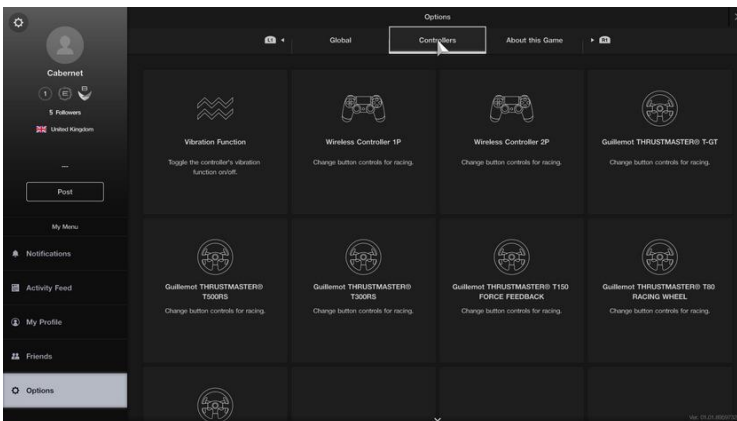 Options
L1
Global
Controllers
About this Game
R1
Cabernet
1
E
B
5 Followers
United Kingdom
...
Post
My Menu
Notifications
Activity Feed
My Profile
Friends
Options
Vibration Function
Toggle the controller's vibration
function on/off.
Wireless Controller 1P
Change button controls for racing.
Wireless Controller 2P
Change button controls for racing.
Guillemot THRUSTMASTER® T-GT
Change button controls for racing.
Guillemot THRUSTMASTER®
T500RS
Change button controls for racing.
Guillemot THRUSTMASTER®
T300RS
Change button controls for racing.
Guillemot THRUSTMASTER® T150
FORCE FEEDBACK
Change button controls for racing.
Guillemot THRUSTMASTER® T80
RACING WHEEL
Change button controls for racing.